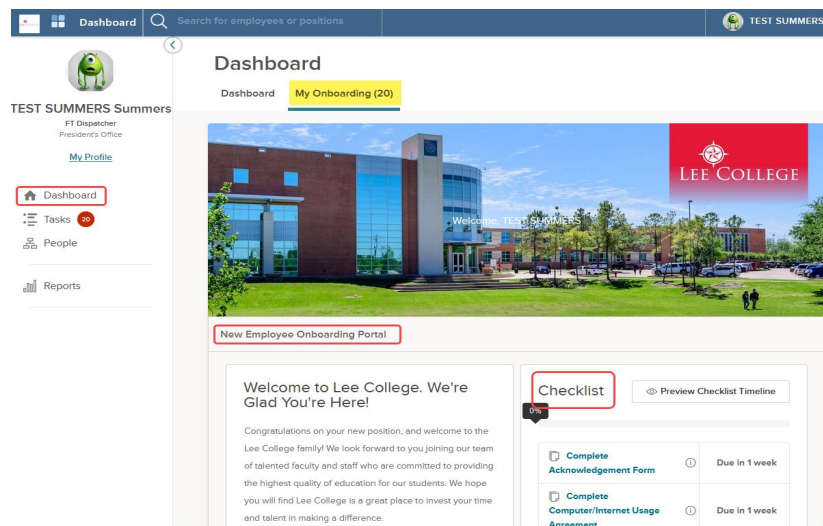 Dashboard
Search for employees or positions
TEST SUMMERS
TEST SUMMERS Summers
FT Dispatcher
President's Office
My Profile
Dashboard
Tasks 20
People
Reports
Dashboard
Dashboard
My Onboarding (20)
LEE COLLEGE
Welcome, TEST SUMMERS
New Employee Onboarding Portal
Welcome to Lee College. We're
Glad You're Here!
Congratulations on your new position, and welcome to the
Lee College family! We look forward to you joining our team
of talented faculty and staff who are committed to providing
the highest quality of education for our students. We hope
you will find Lee College is a great place to invest your time
and talent in making a difference.
Checklist
Preview Checklist Timeline
0%
Complete
Acknowledgement Form
Due in 1 week
Complete
Computer/Internet Usage
Agreement
Due in 1 week